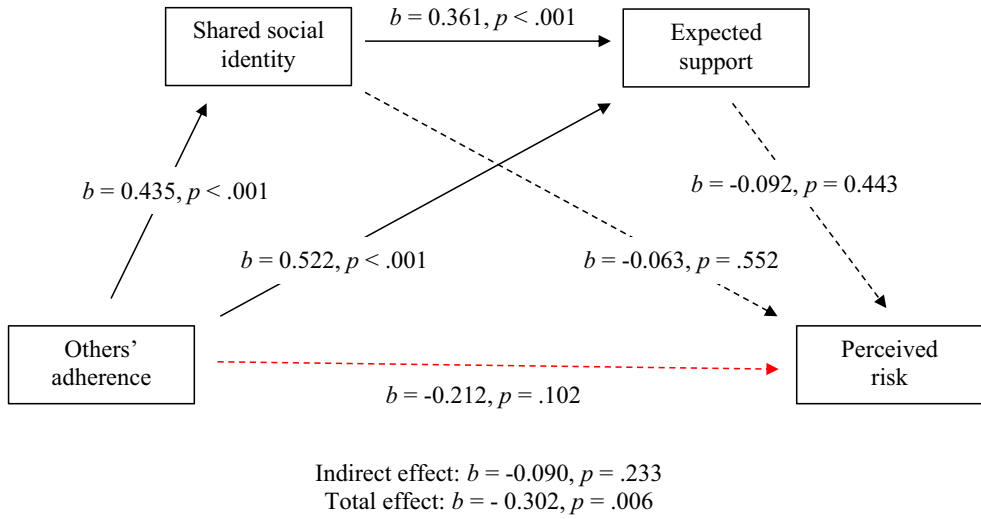 b = 0.361, p < .001
Shared social
identity
Expected
support
b = 0.435, p < .001
b = -0.092, p = 0.443
b = 0.522, p < .001
b = -0.063, p = .552
Others’
adherence
Perceived
risk
b = -0.212, p = .102
Indirect effect: b = -0.090, p = .233
Total effect: b = - 0.302, p = .006